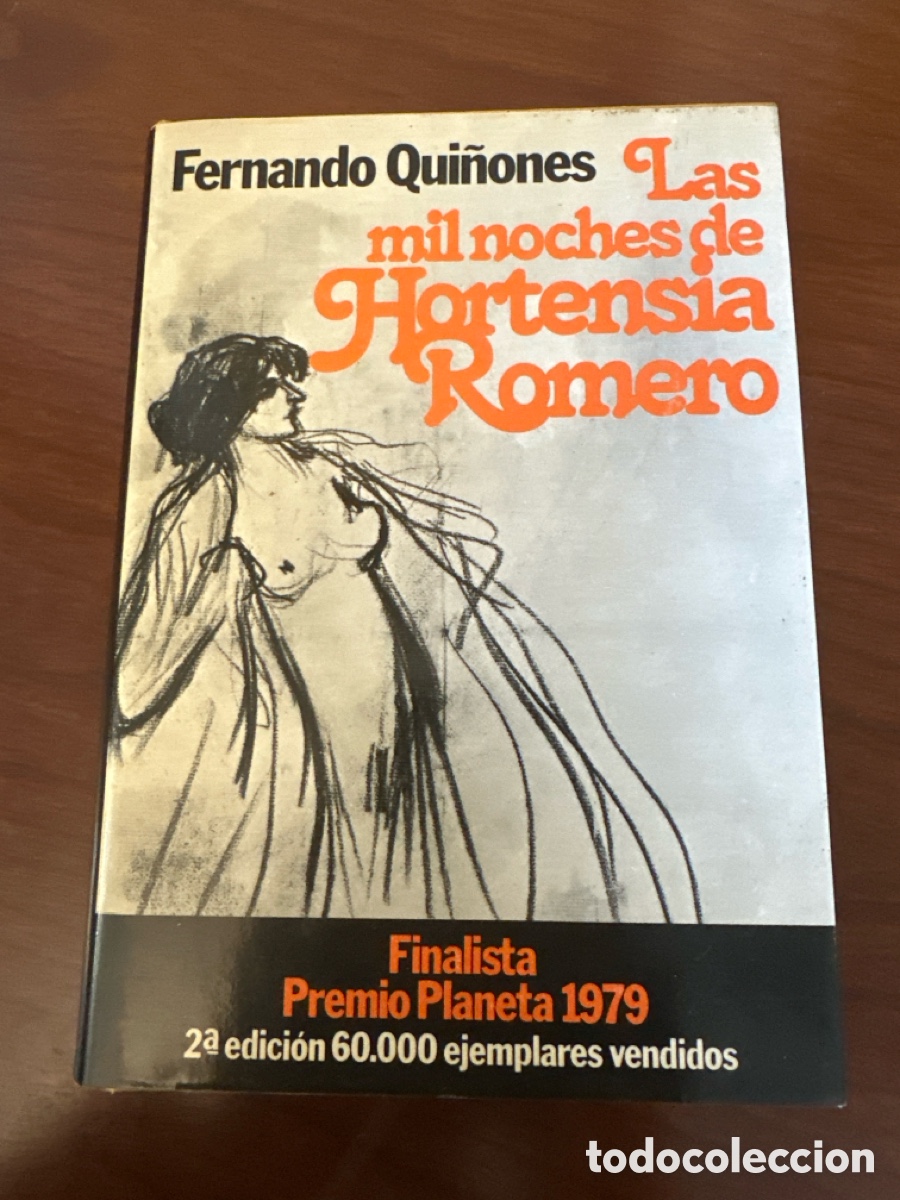 Fernando Quiñones
Las
mil noches de
Hortensia
Romero
Finalista
Premio Planeta 1979
2ª edición 60.000 ejemplares vendidos
todocoleccion